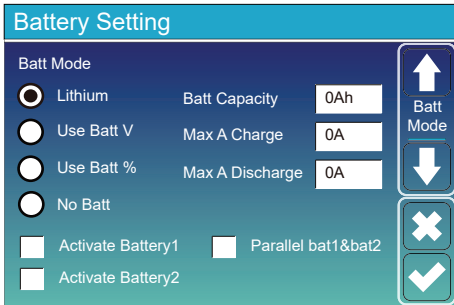 Battery Setting
Batt Mode
Lithium
Batt Capacity 0Ah
Use Batt V
Max A Charge 0A
Use Batt %
Max A Discharge 0A
No Batt
Activate Battery1
Parallel bat1&bat2
Activate Battery2
Batt
Mode